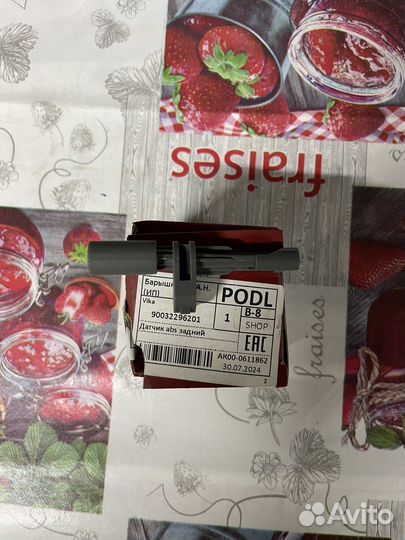 fraises
Барышн А.Н.
(ИП)
Vika
90032296201
Датчик abs задний
PODL
1
B-8
SHOP
EAC
АК00-0611862
30.07.2024
2
fraises
Avito